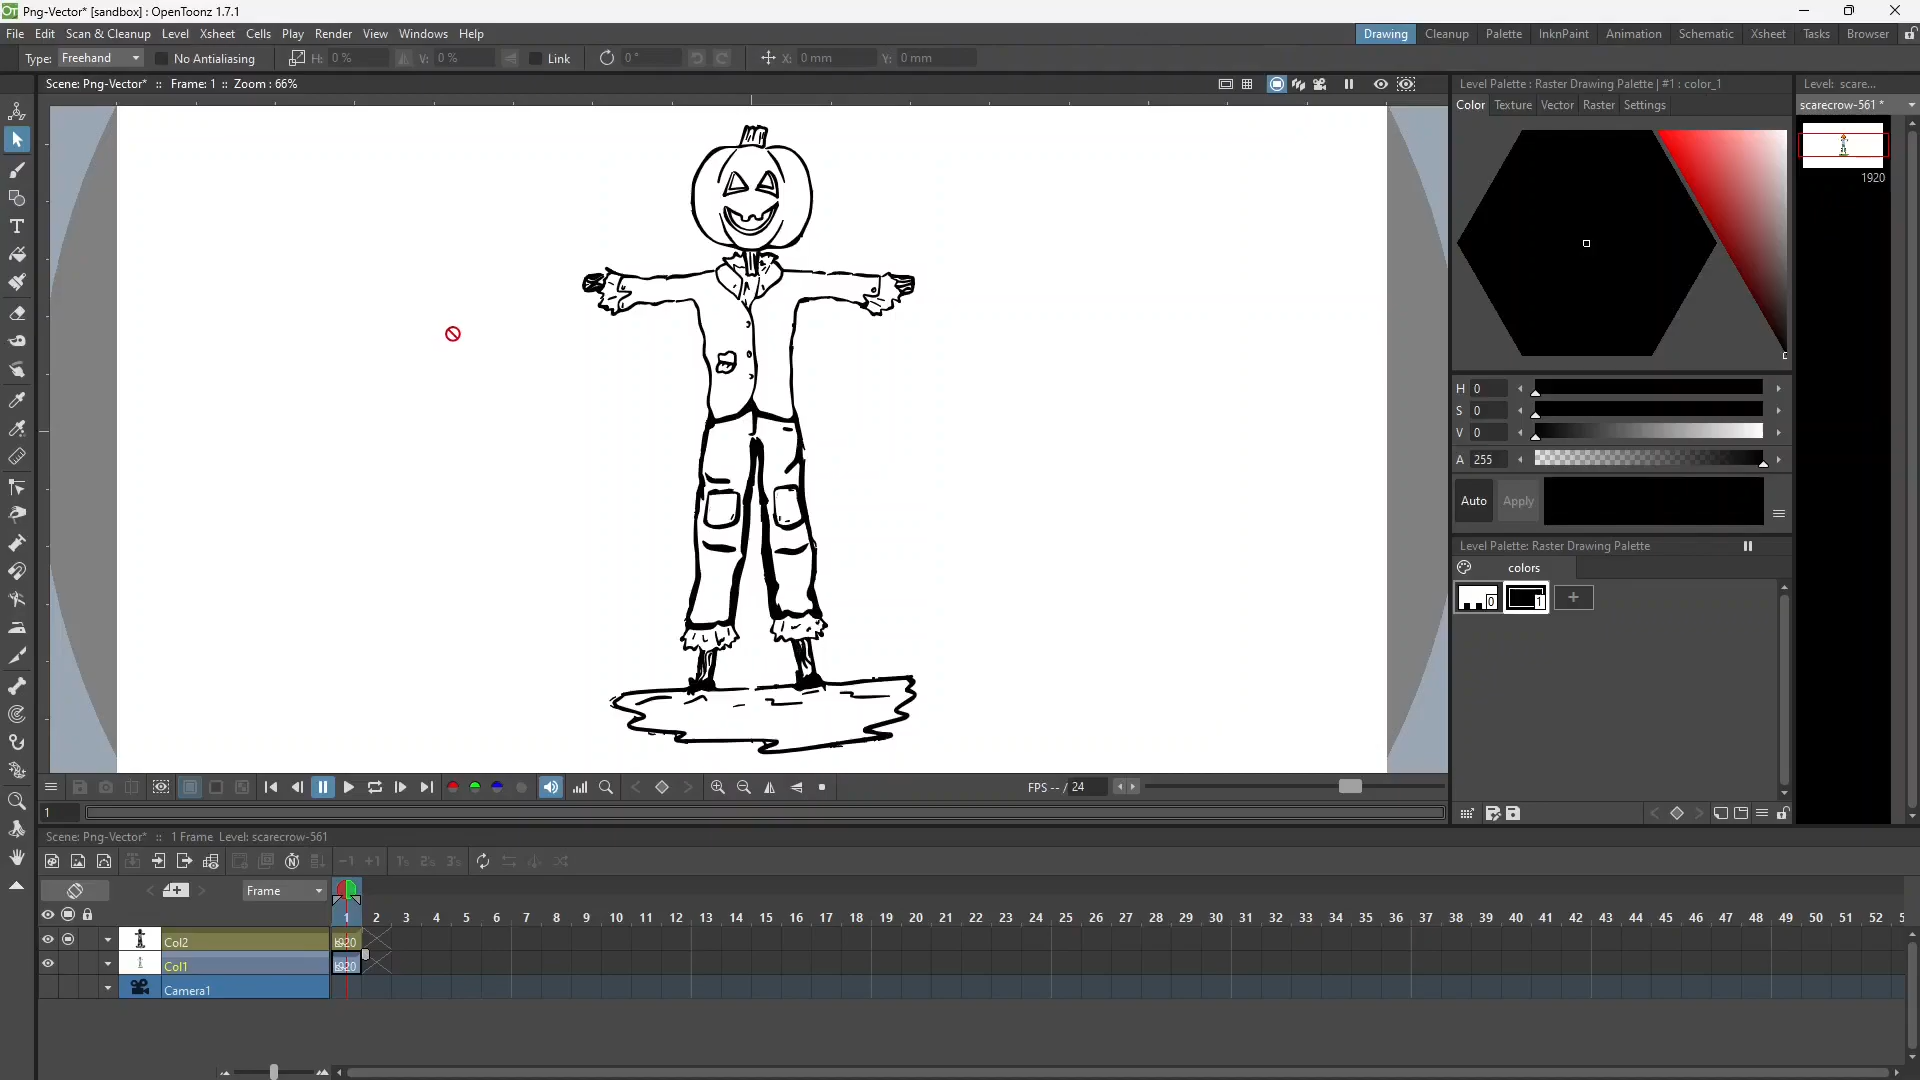 Png-Vector* [sandbox] : OpenToonz 1.7.1
File Edit Scan & Cleanup Level Xsheet Cells Play Render View Windows Help
Drawing Cleanup Palette InknPaint Animation Schematic Xsheet Tasks Browser
Type: Freehand No Antialiasing H: 0 % V: 0 % Link 0 ° X: 0 mm Y: 0 mm
Scene: Png-Vector* :: Frame: 1 :: Zoom : 66%
Level Palette : Raster Drawing Palette | #1 : color_1
Level: scare...
Color Texture Vector Raster Settings
scarecrow-561 *
1920
H 0
S 0
V 0
A 255
Auto Apply
Level Palette: Raster Drawing Palette
colors
0 1 +
FPS -- / 24
1
Scene: Png-Vector* :: 1 Frame Level: scarecrow-561
-1 +1 1's 2's 3's
Frame
1 2 3 4 5 6 7 8 9 10 11 12 13 14 15 16 17 18 19 20 21 22 23 24 25 26 27 28 29 30 31 32 33 34 35 36 37 38 39 40 41 42 43 44 45 46 47 48 49 50 51 52 5
Col2
Col1
Camera1